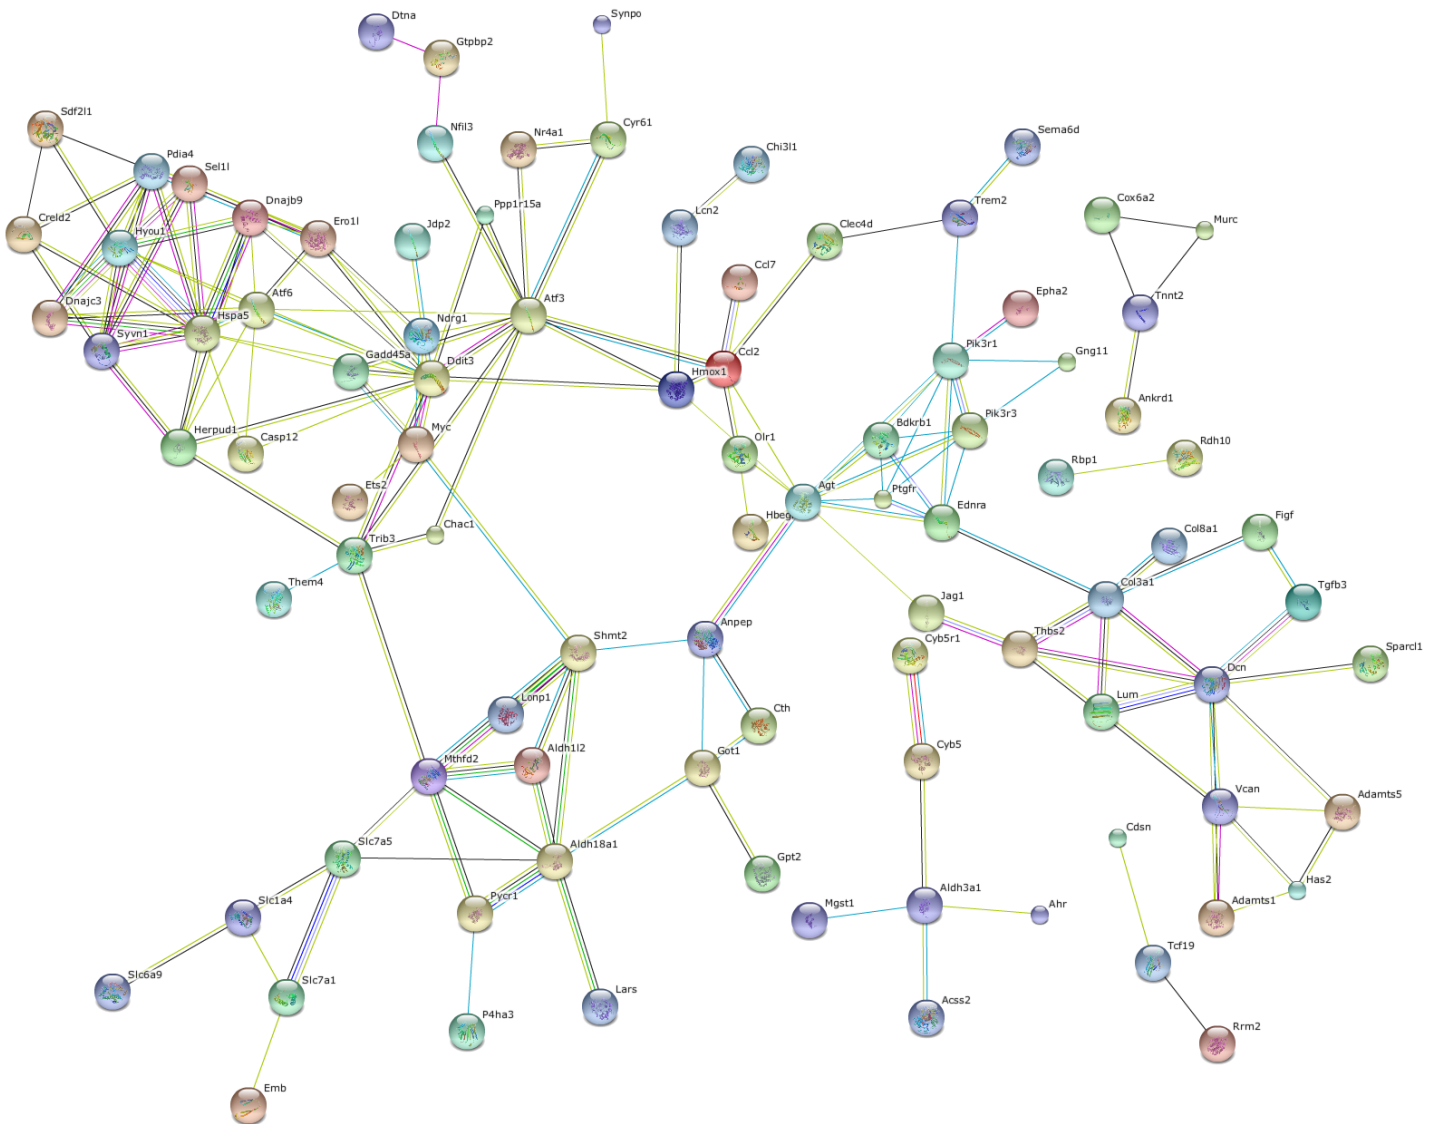 Dtna
Synpo
Gtpbp2
Sdf2l1
Nfil3
Nr4a1
Cyr61
Sema6d
Chi3l1
Pdia4
Sel1l
Dnajb9
Ero1l
Ppp1r15a
Lcn2
Trem2
Cox6a2
Murc
Creld2
Hyou1
Jdp2
Clec4d
Ccl7
Atf6
Atf3
Tnnt2
Epha2
Dnajc3
Hspa5
Ndrg1
Syvn1
Gadd45a
Ddit3
Ccl2
Hmox1
Pik3r1
Gng11
Ankrd1
Herpud1
Casp12
Myc
Olr1
Bdkrb1
Pik3r3
Rdh10
Rbp1
Ets2
Agt
Ptgfr
Hbeg
Ednra
Chac1
Trib3
Col8a1
Figf
Them4
Col3a1
Tgfb3
Jag1
Anpep
Shmt2
Cyb5r1
Thbs2
Dcn
Sparcl1
Lonp1
Lum
Cth
Aldh1l2
Mthfd2
Got1
Cyb5
Vcan
Adamts5
Slc7a5
Aldh18a1
Gpt2
Cdsn
Has2
Slc1a4
Pycr1
Mgst1
Aldh3a1
Ahr
Adamts1
Tcf19
Slc6a9
Slc7a1
Lars
P4ha3
Acss2
Rrm2
Emb